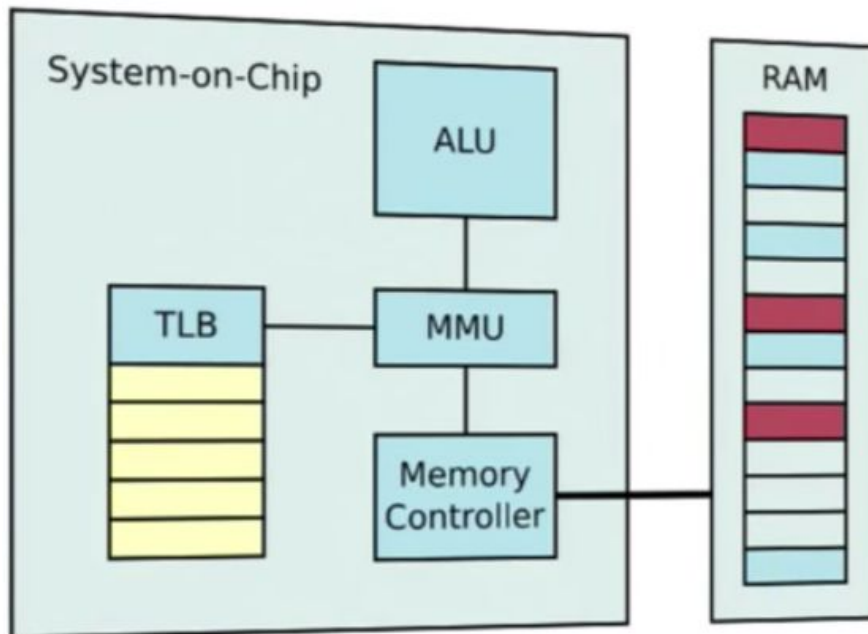 System-on-Chip
ALU
RAM
TLB
MMU
Memory
Controller